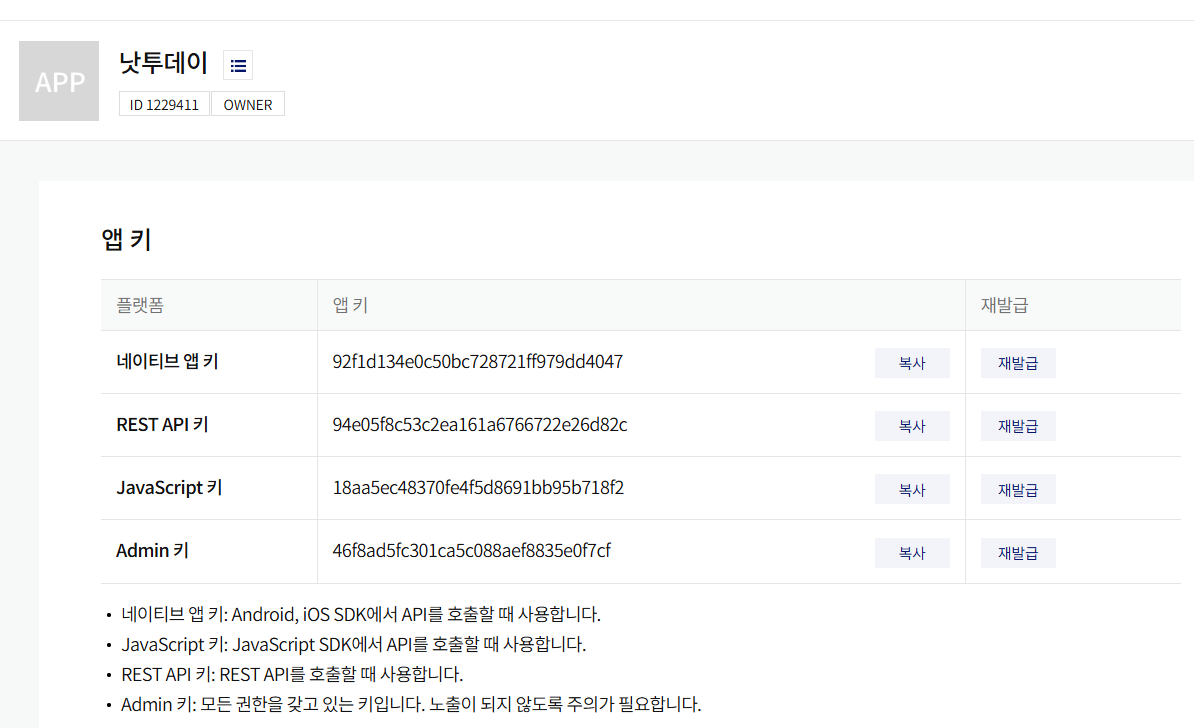 APP
낫투데이
ID 1229411 OWNER
앱 키
플랫폼 앱 키 재발급
네이티브 앱 키 92f1d134e0c50bc728721ff979dd4047 복사 재발급
REST API 키 94e05f8c53c2ea161a6766722e26d82c 복사 재발급
JavaScript 키 18aa5ec48370fe4f5d8691bb95b718f2 복사 재발급
Admin 키 46f8ad5fc301ca5c088aef8835e0f7cf 복사 재발급
• 네이티브 앱 키: Android, iOS SDK에서 API를 호출할 때 사용합니다.
• JavaScript 키: JavaScript SDK에서 API를 호출할 때 사용합니다.
• REST API 키: REST API를 호출할 때 사용합니다.
• Admin 키: 모든 권한을 갖고 있는 키입니다. 노출이 되지 않도록 주의가 필요합니다.